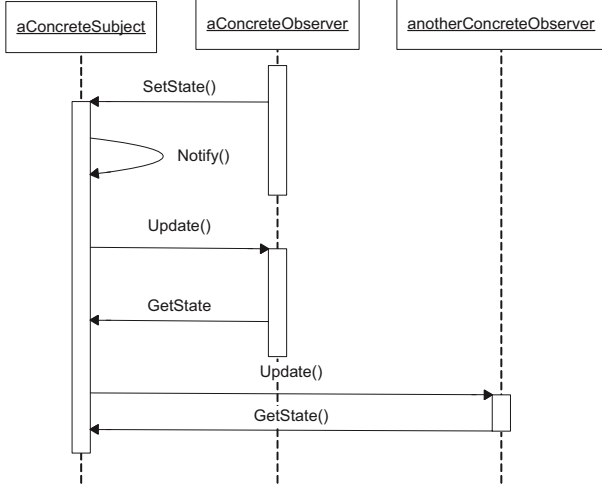 aConcreteSubject
aConcreteObserver
anotherConcreteObserver
SetState()
Notify()
Update()
GetState
Update()
GetState()